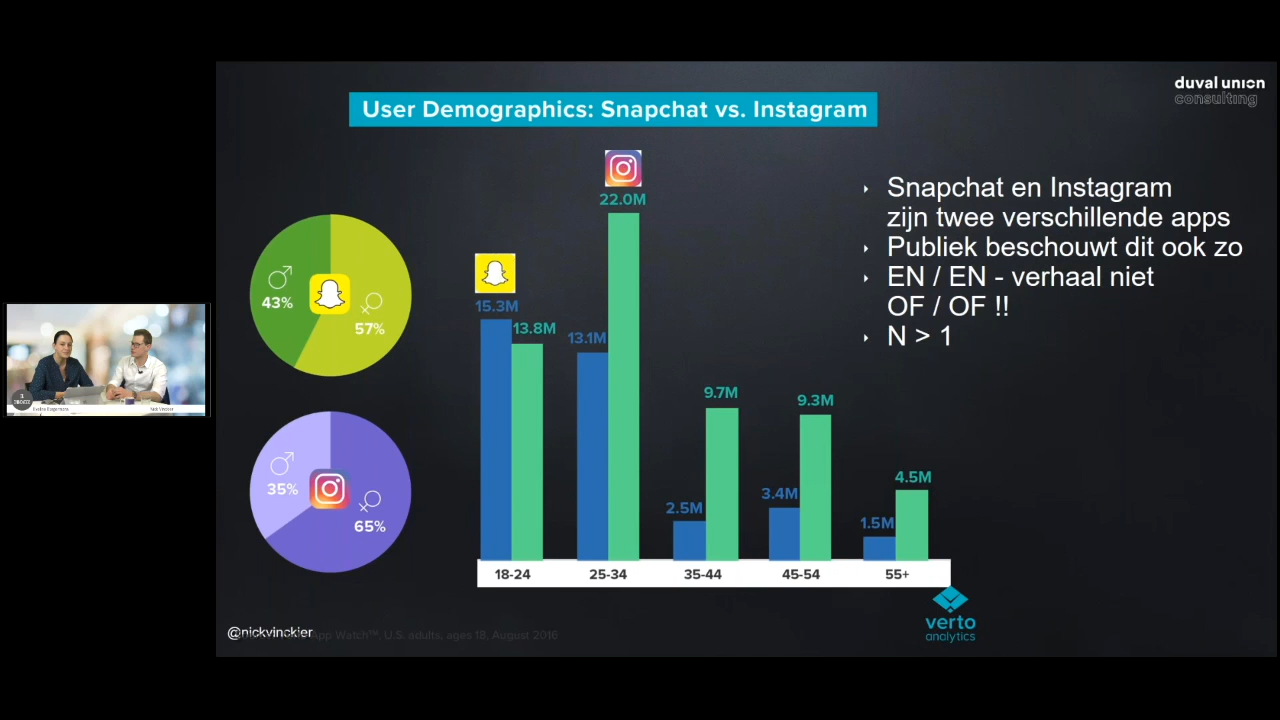 duval union
consulting
User Demographics: Snapchat vs. Instagram
43%
57%
35%
65%
15.3M
13.8M
13.1M
22.0M
2.5M
9.7M
3.4M
9.3M
1.5M
4.5M
18-24
25-34
35-44
45-54
55+
Snapchat en Instagram
zijn twee verschillende apps
Publiek beschouwt dit ook zo
EN / EN - verhaal niet
OF / OF !!
N > 1
verto
analytics
@nickvinckier
App Watch™, U.S. adults, ages 18, August 2016